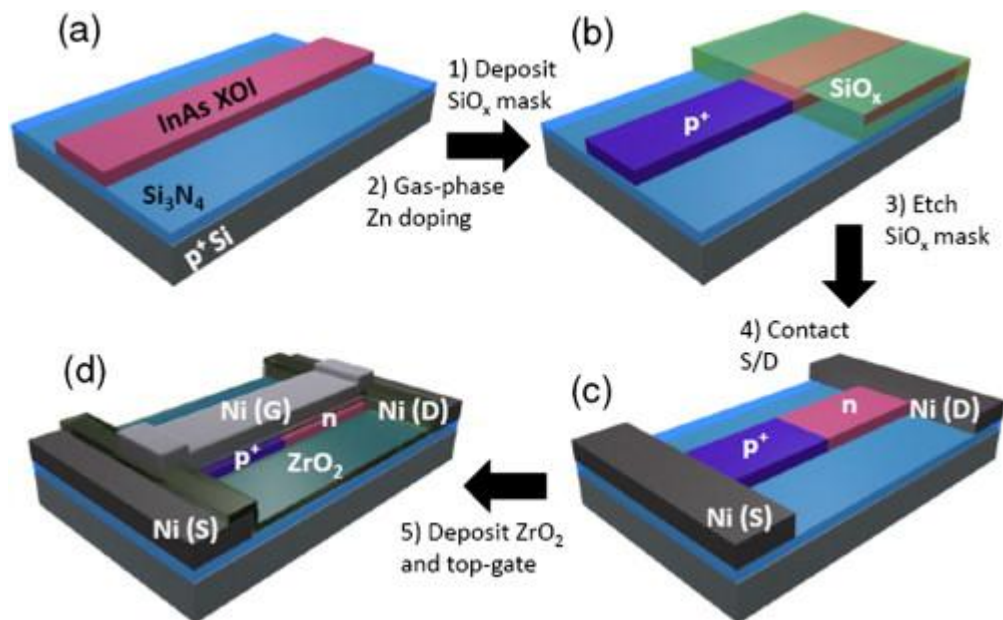 (a)
InAs XOI
Si₃N₄
p⁺ Si
1) Deposit
SiOₓ mask
2) Gas-phase
Zn doping
(b)
SiOₓ
p⁺
3) Etch
SiOₓ mask
4) Contact
S/D
(c)
n
Ni (D)
p⁺
Ni (S)
5) Deposit ZrO₂
and top-gate
(d)
Ni (G)
n
Ni (D)
p⁺
ZrO₂
Ni (S)